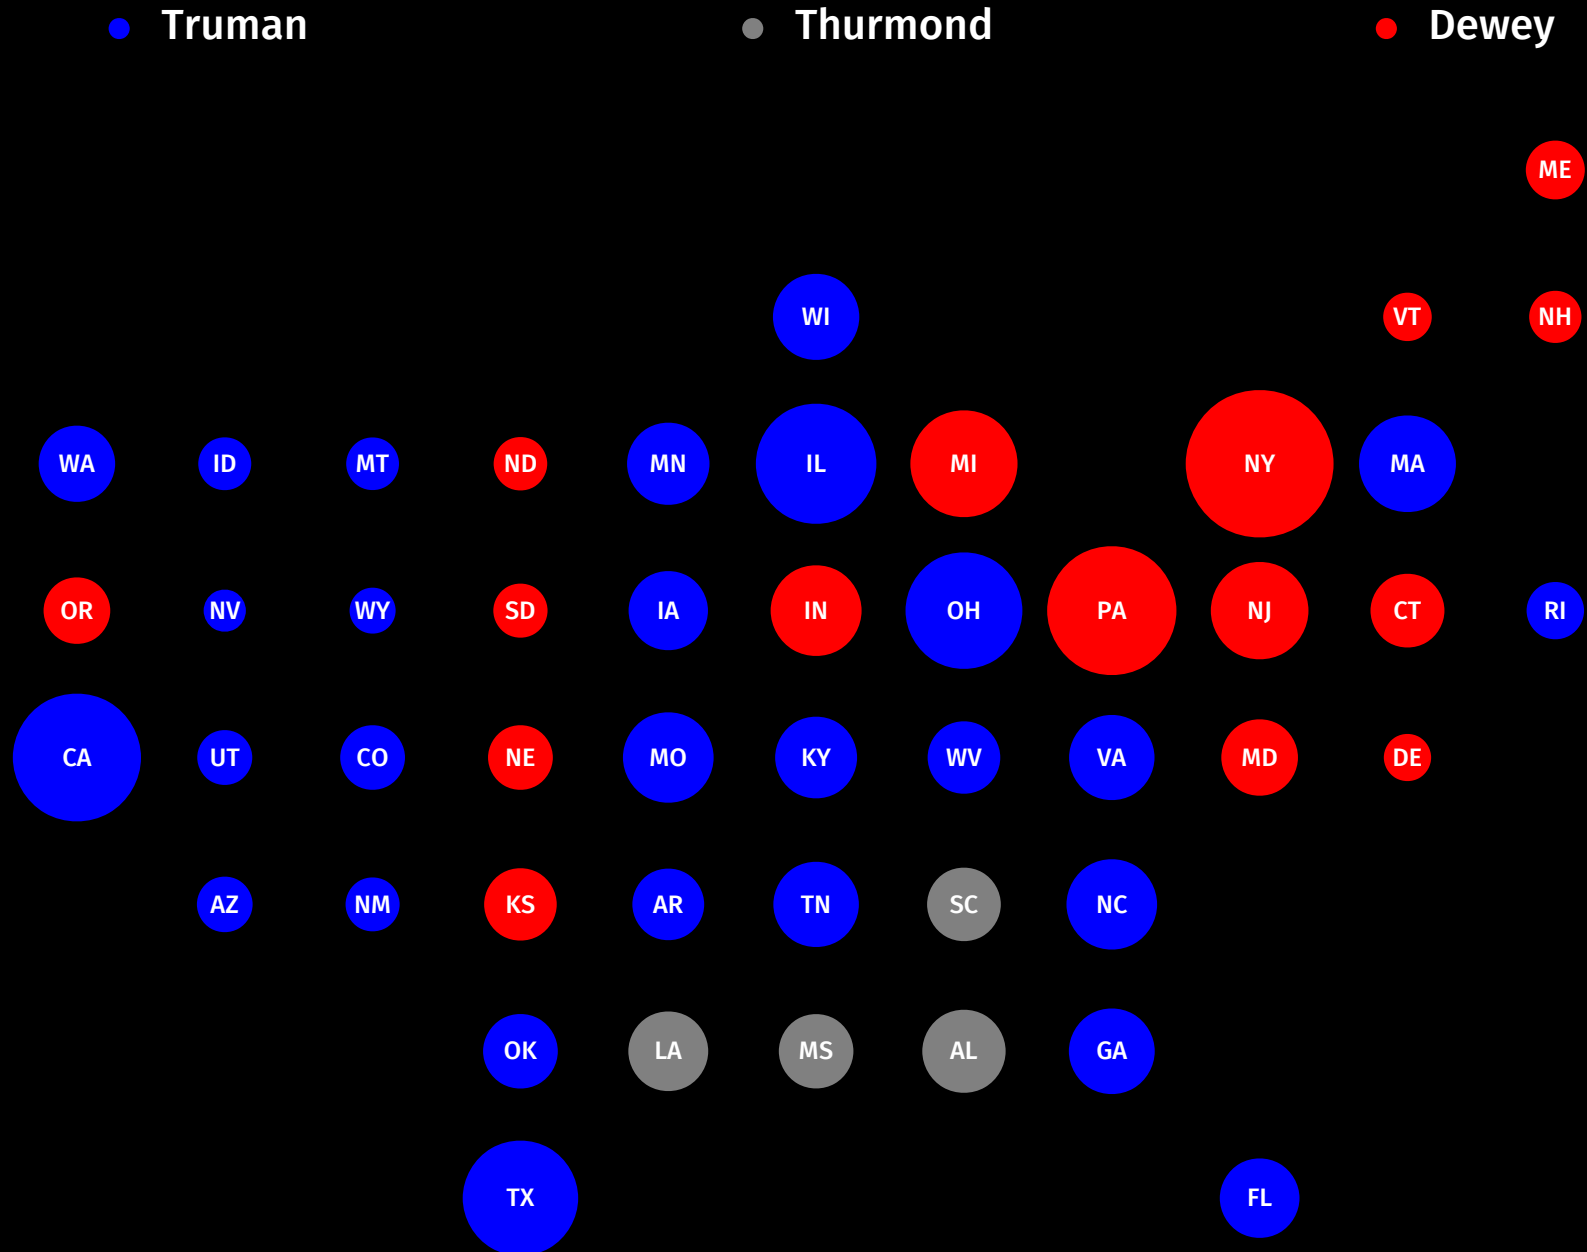 Truman Thurmond Dewey
ME
WI VT NH
WA ID MT ND MN IL MI NY MA
OR NV WY SD IA IN OH PA NJ CT RI
CA UT CO NE MO KY WV VA MD DE
AZ NM KS AR TN SC NC
OK LA MS AL GA
TX FL